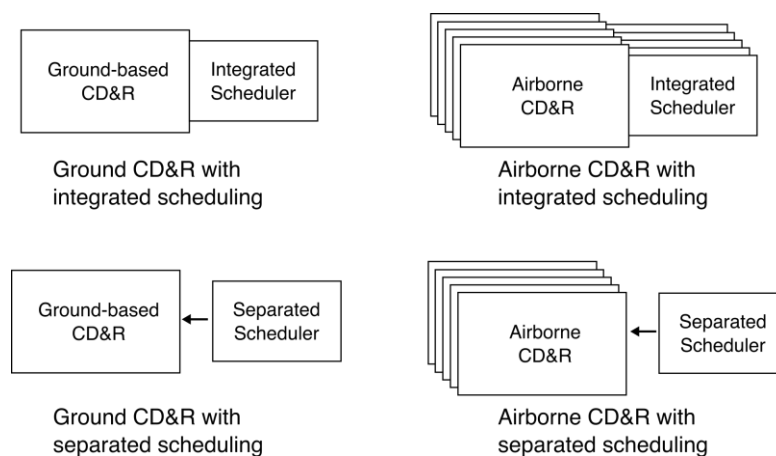 Ground-based
CD&R
Integrated
Scheduler
Ground CD&R with
integrated scheduling
Airborne
CD&R
Integrated
Scheduler
Airborne CD&R with
integrated scheduling
Ground-based
CD&R
Separated
Scheduler
Ground CD&R with
separated scheduling
Airborne
CD&R
Separated
Scheduler
Airborne CD&R with
separated scheduling